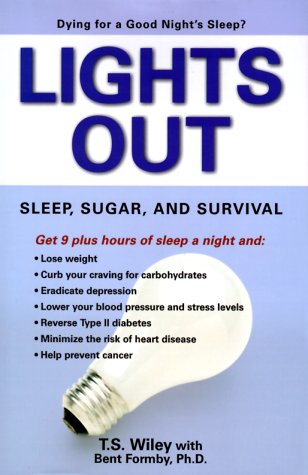 Dying for a Good Night's Sleep?
LIGHTS
OUT
SLEEP, SUGAR, AND SURVIVAL
Get 9 plus hours of sleep a night and:
• Lose weight
• Curb your craving for carbohydrates
• Eradicate depression
• Lower your blood pressure and stress levels
• Reverse Type II diabetes
• Minimize the risk of heart disease
• Help prevent cancer
T.S. Wiley with
Bent Formby, Ph.D.